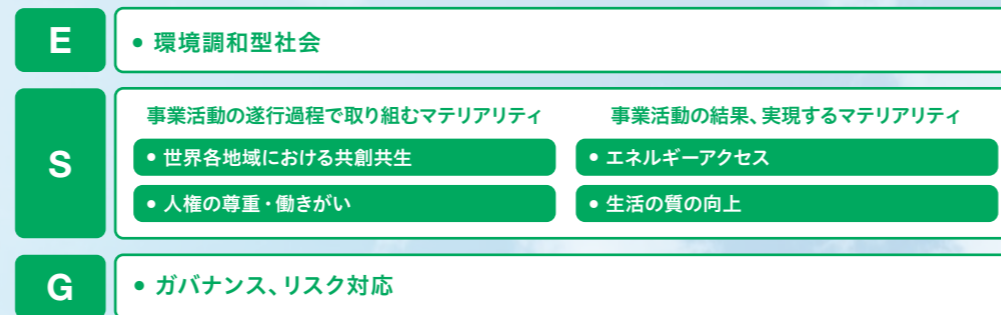 E
• 環境調和型社会
S
事業活動の遂行過程で取り組むマテリアリティ
• 世界各地域における共創共生
• 人権の尊重・働きがい
事業活動の結果、実現するマテリアリティ
• エネルギーアクセス
• 生活の質の向上
G
• ガバナンス、リスク対応